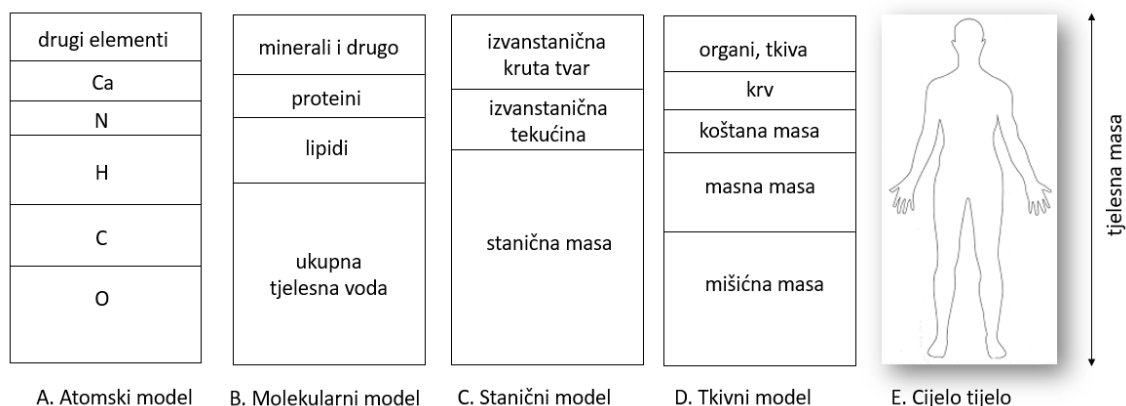 drugi elementi
Ca
N
H
C
O
A. Atomski model
minerali i drugo
proteini
lipidi
ukupna
tjelesna voda
B. Molekularni model
izvanstanična
kruta tvar
izvanstanična
tekućina
stanična masa
C. Stanični model
organi, tkiva
krv
koštana masa
masna masa
mišićna masa
D. Tkivni model
E. Cijelo tijelo
tjelesna masa